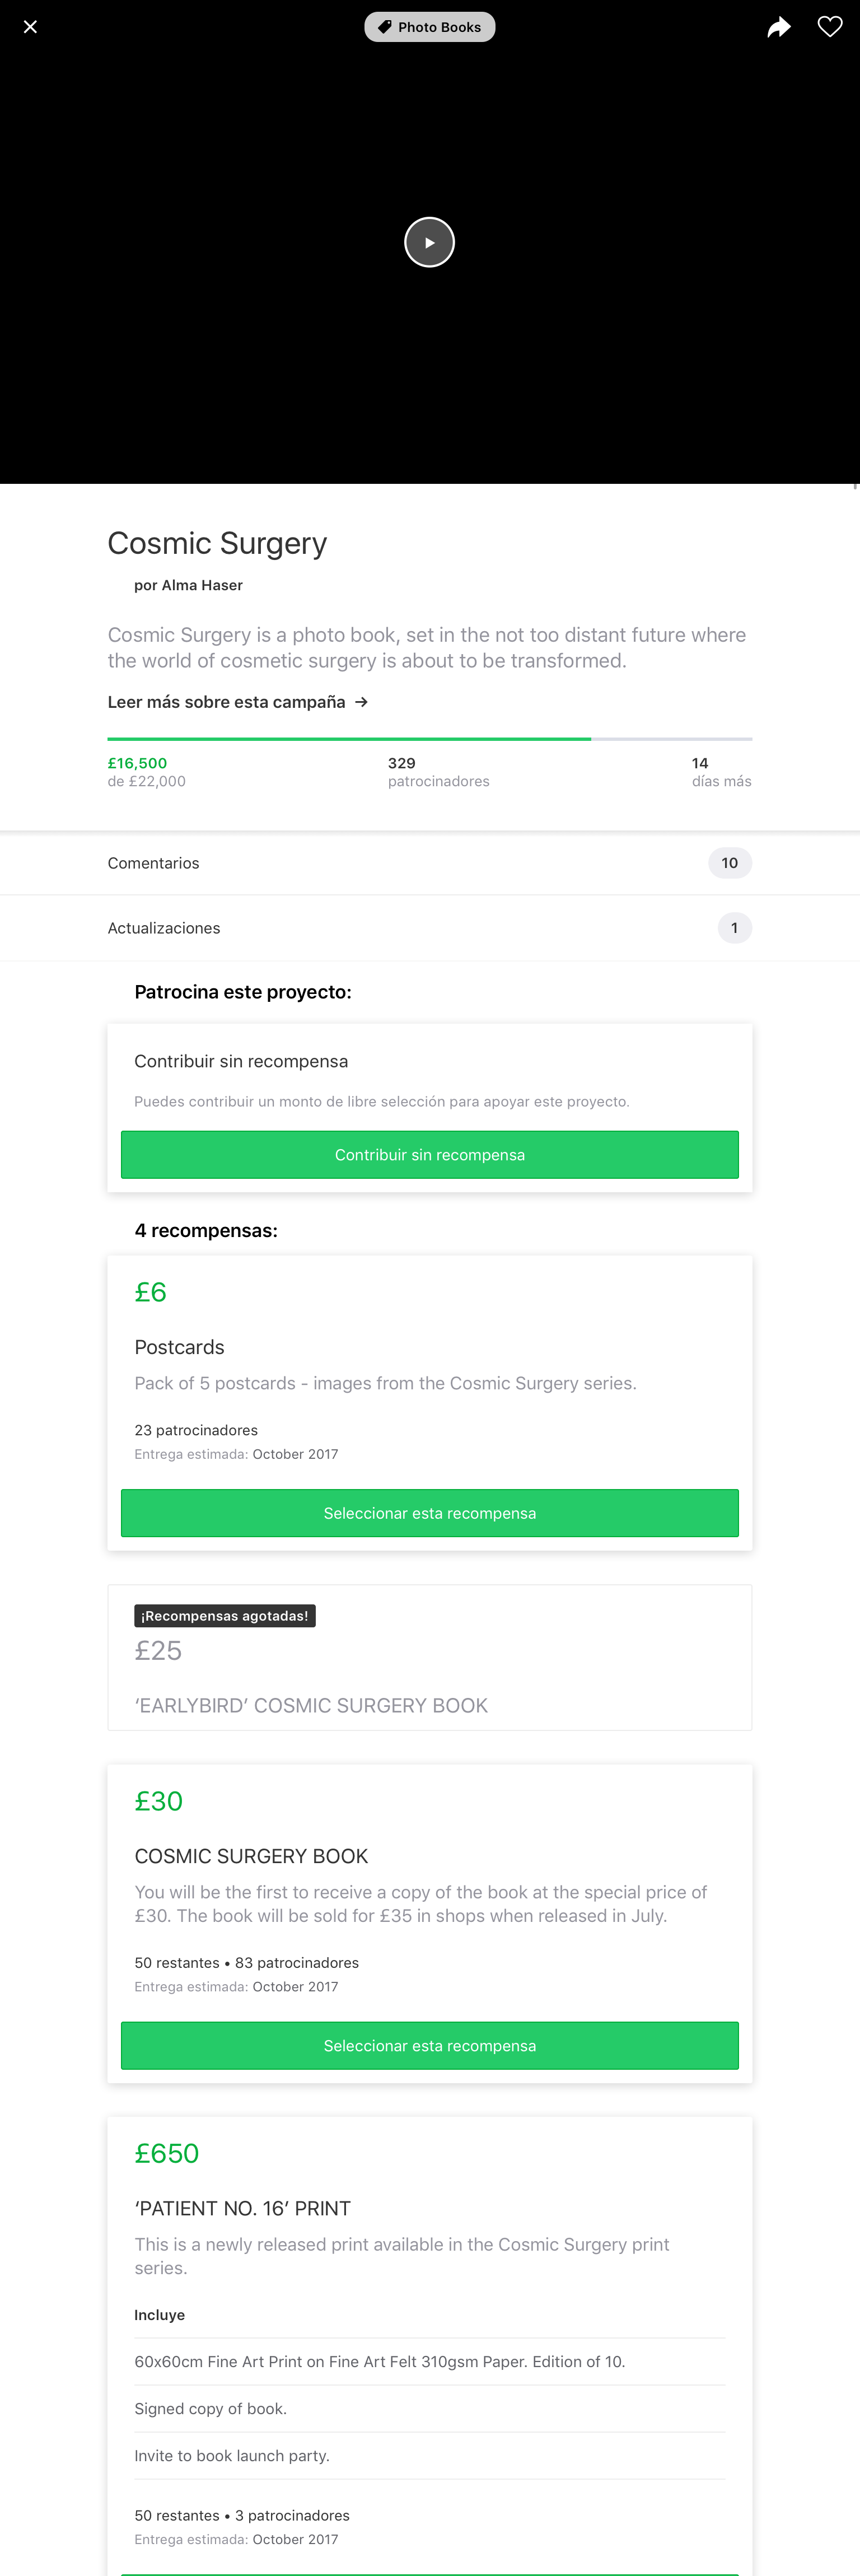 Photo Books
Cosmic Surgery
por Alma Haser
Cosmic Surgery is a photo book, set in the not too distant future where
the world of cosmetic surgery is about to be transformed.
Leer más sobre esta campaña →
£16,500
de £22,000
329
patrocinadores
14
días más
Comentarios
10
Actualizaciones
1
Patrocina este proyecto:
Contribuir sin recompensa
Puedes contribuir un monto de libre selección para apoyar este proyecto.
Contribuir sin recompensa
4 recompensas:
£6
Postcards
Pack of 5 postcards - images from the Cosmic Surgery series.
23 patrocinadores
Entrega estimada: October 2017
Seleccionar esta recompensa
¡Recompensas agotadas!
£25
‘EARLYBIRD’ COSMIC SURGERY BOOK
£30
COSMIC SURGERY BOOK
You will be the first to receive a copy of the book at the special price of
£30. The book will be sold for £35 in shops when released in July.
50 restantes • 83 patrocinadores
Entrega estimada: October 2017
Seleccionar esta recompensa
£650
‘PATIENT NO. 16’ PRINT
This is a newly released print available in the Cosmic Surgery print
series.
Incluye
60x60cm Fine Art Print on Fine Art Felt 310gsm Paper. Edition of 10.
Signed copy of book.
Invite to book launch party.
50 restantes • 3 patrocinadores
Entrega estimada: October 2017